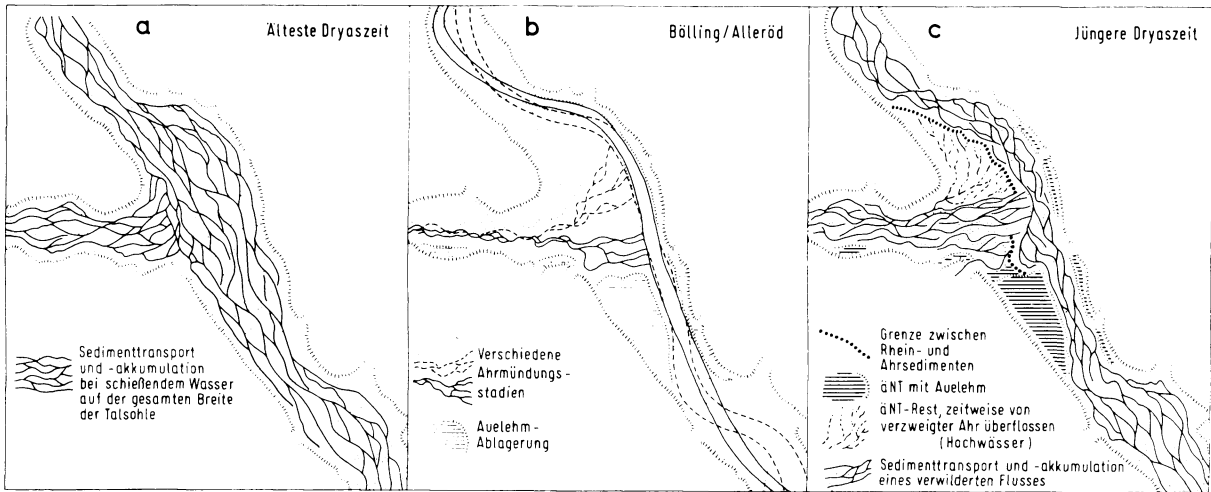 a
Älteste Dryaszeit
Sedimenttransport
und -akkumulation
bei schießendem Wasser
auf der gesamten Breite
der Talsohle
b
Bölling/Alleröd
Verschiedene
Ahrmündungs-
stadien
Auelehm-
Ablagerung
c
Jüngere Dryaszeit
Grenze zwischen
Rhein- und
Ahrsedimenten
äNT mit Auelehm
äNT-Rest, zeitweise von
verzweigter Ahr überflossen
(Hochwässer)
Sedimenttransport und -akkumulation
eines verwilderten Flusses